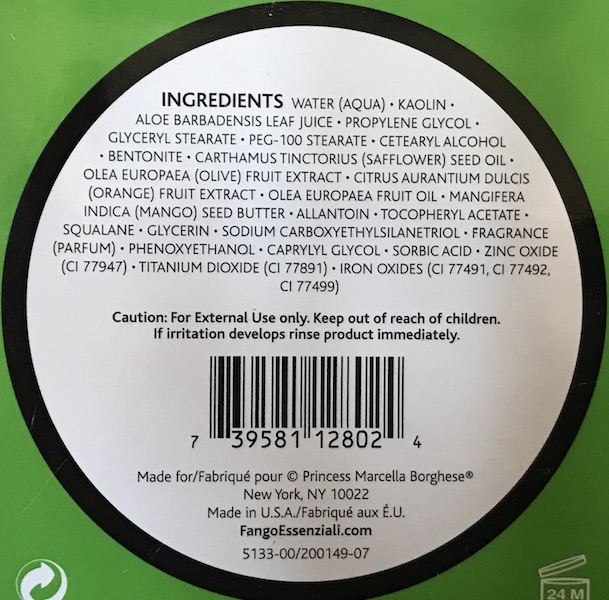 INGREDIENTS WATER (AQUA) • KAOLIN •
ALOE BARBADENSIS LEAF JUICE • PROPYLENE GLYCOL •
GLYCERYL STEARATE • PEG-100 STEARATE • CETEARYL ALCOHOL
• BENTONITE • CARTHAMUS TINCTORIUS (SAFFLOWER) SEED OIL •
OLEA EUROPAEA (OLIVE) FRUIT EXTRACT • CITRUS AURANTIUM DULCIS
(ORANGE) FRUIT EXTRACT • OLEA EUROPAEA FRUIT OIL • MANGIFERA
INDICA (MANGO) SEED BUTTER • ALLANTOIN • TOCOPHERYL ACETATE •
SQUALANE • GLYCERIN • SODIUM CARBOXYETHYLSILANETRIOL • FRAGRANCE
(PARFUM) • PHENOXYETHANOL • CAPRYLYL GLYCOL • SORBIC ACID • ZINC OXIDE
(CI 77947) • TITANIUM DIOXIDE (CI 77891) • IRON OXIDES (CI 77491, CI 77492,
CI 77499)
Caution: For External Use only. Keep out of reach of children.
If irritation develops rinse product immediately.
7 39581 12802 4
Made for/Fabriqué pour © Princess Marcella Borghese®
New York, NY 10022
Made in U.S.A./Fabriqué aux É.U.
FangoEssenziali.com
5133-00/200149-07
24 M